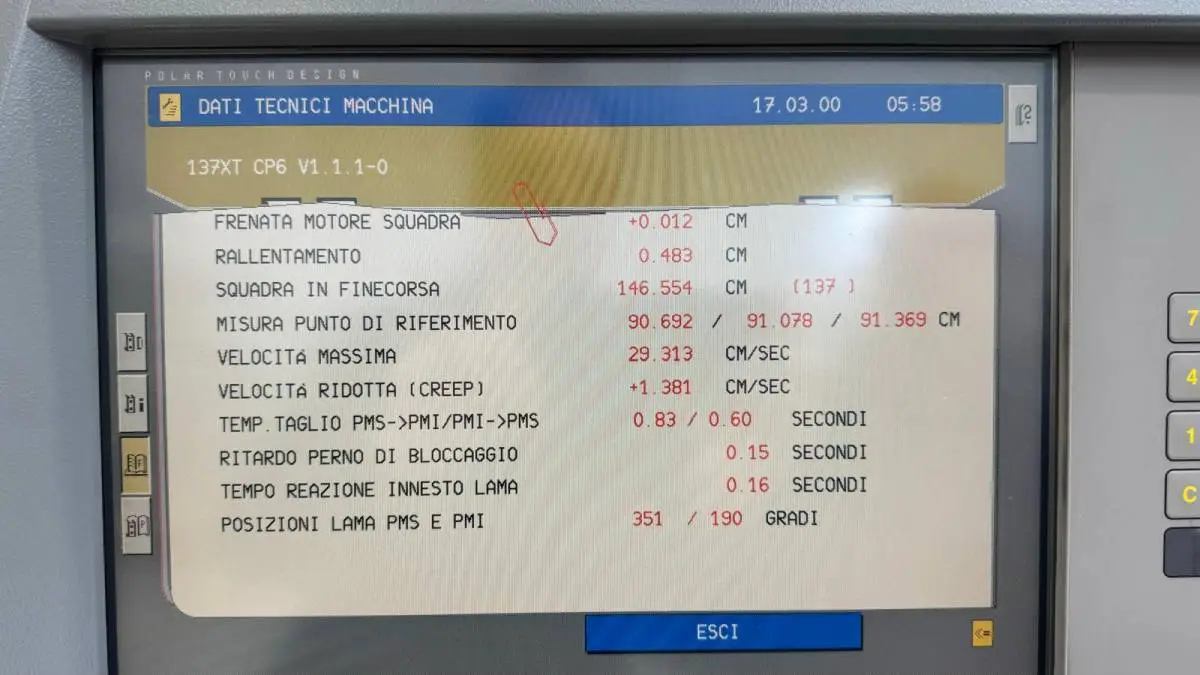 POLAR TOUCH DESIGN
DATI TECNICI MACCHINA 17.03.00 05:58
137XT CP6 V1.1.1-0
FRENATA MOTORE SQUADRA +0.012 CM
RALLENTAMENTO 0.483 CM
SQUADRA IN FINECORSA 146.554 CM (137 )
MISURA PUNTO DI RIFERIMENTO 90.692 / 91.078 / 91.369 CM
VELOCITá MASSIMA 29.313 CM/SEC
VELOCITá RIDOTTA (CREEP) +1.381 CM/SEC
TEMP.TAGLIO PMS->PMI/PMI->PMS 0.83 / 0.60 SECONDI
RITARDO PERNO DI BLOCCAGGIO 0.15 SECONDI
TEMPO REAZIONE INNESTO LAMA 0.16 SECONDI
POSIZIONI LAMA PMS E PMI 351 / 190 GRADI
ESCI
7
4
1
C